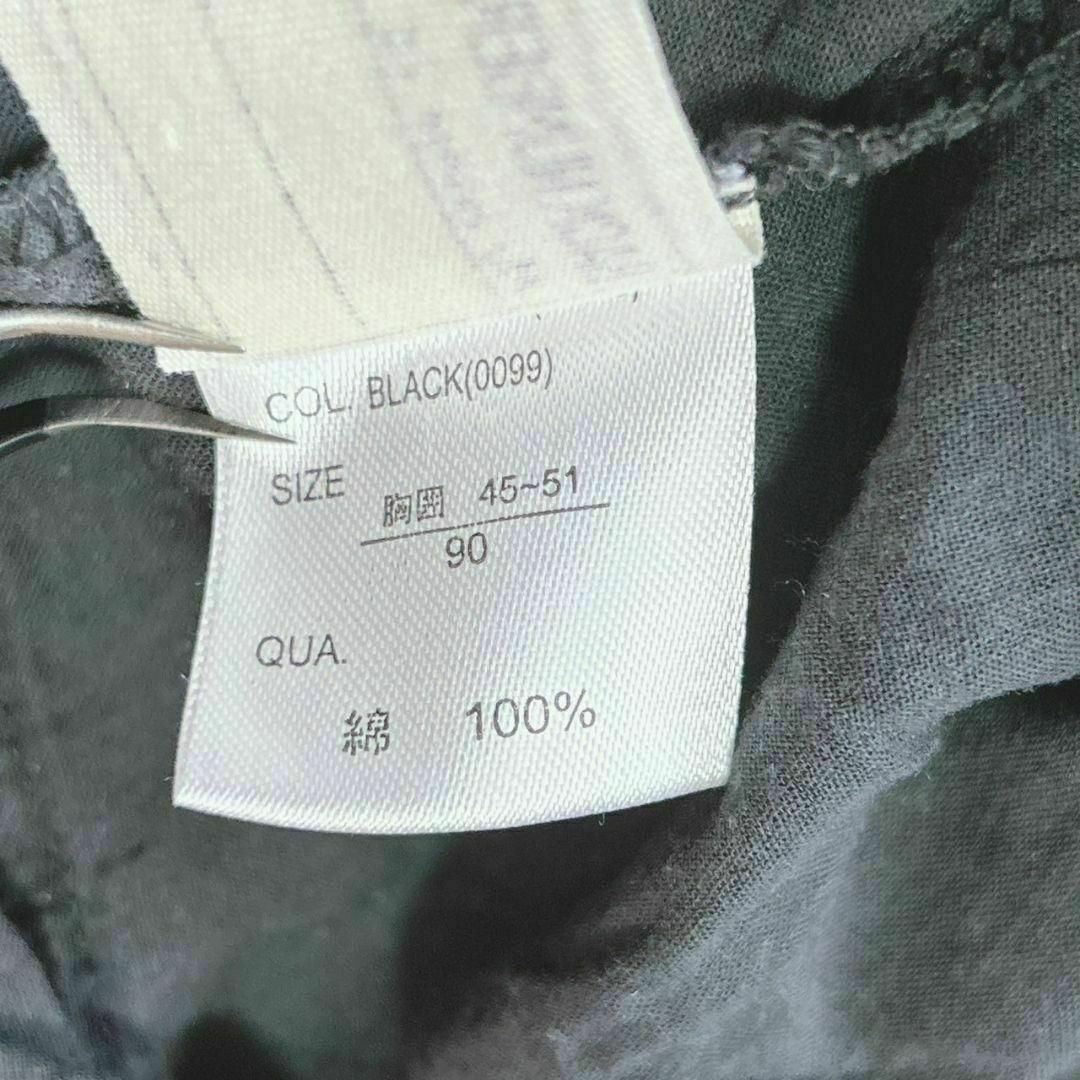 COL. BLACK(0099)
SIZE
胸囲 45~51
90
QUA.
綿 100%